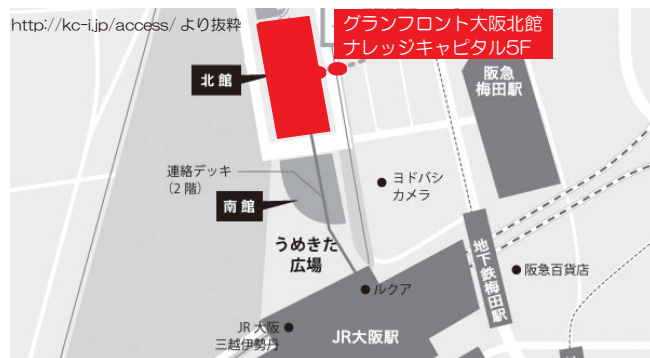 http://kc-i.jp/access/ より抜粋
グランフロント大阪北館
ナレッジキャピタル5F
北館
阪急
梅田駅
連絡デッキ
(2 階)
ヨドバシ
カメラ
南館
うめきた
広場
地下鉄梅田駅
阪急百貨店
ルクア
JR 大阪
三越伊勢丹
JR大阪駅